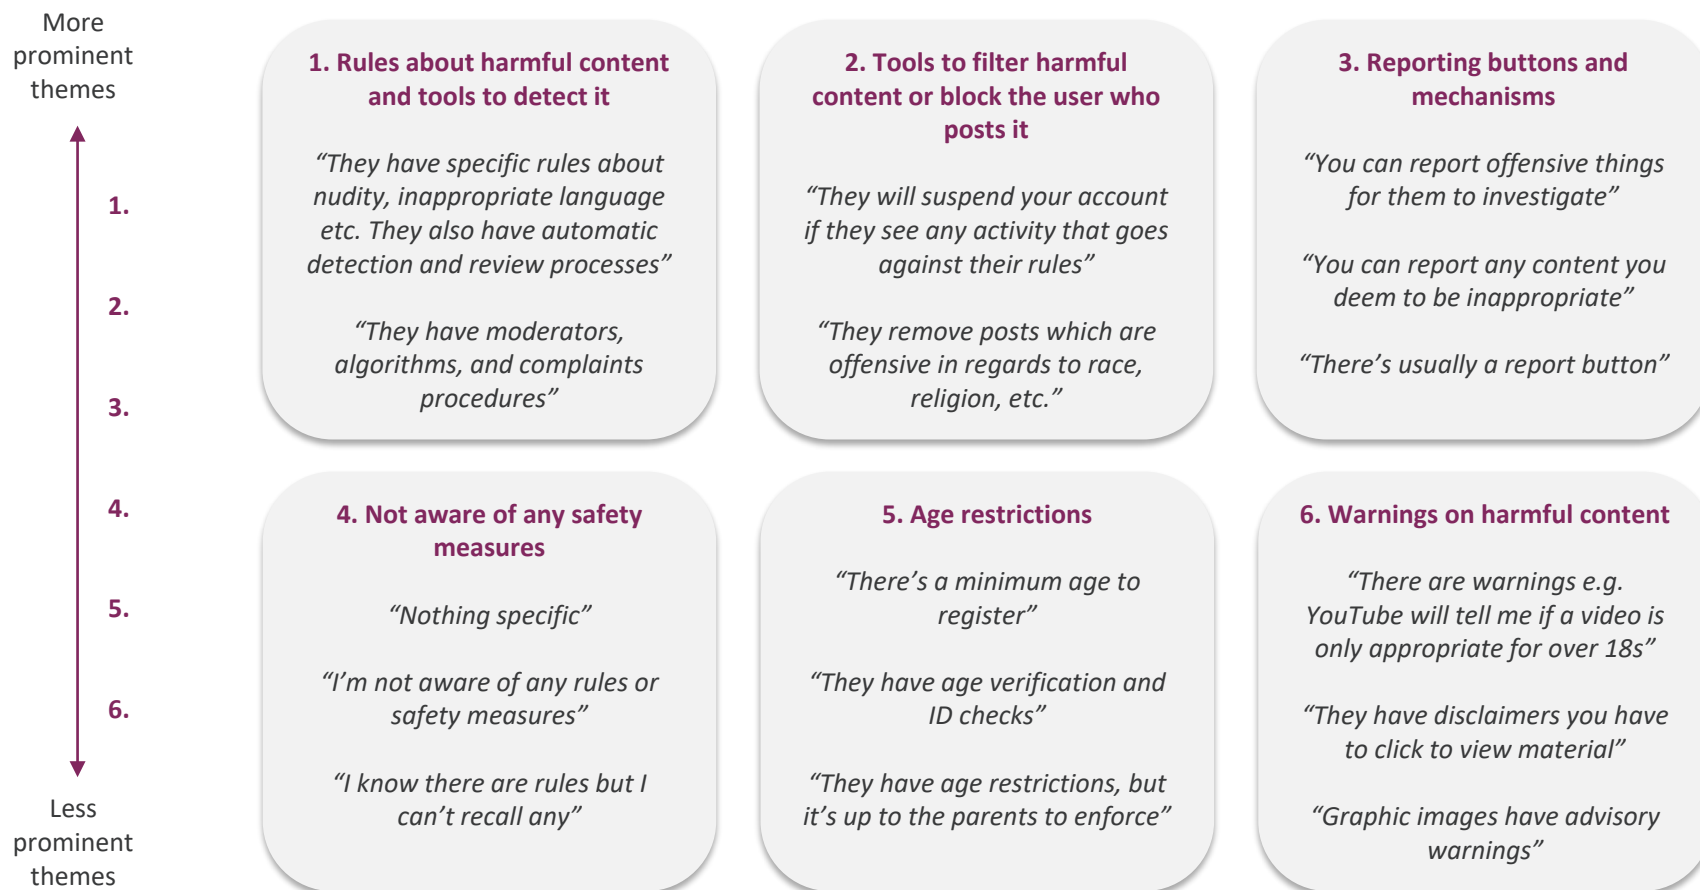 More
prominent
themes
1.
2.
3.
4.
5.
6.
Less
prominent
themes
1. Rules about harmful content
and tools to detect it
“They have specific rules about
nudity, inappropriate language
etc. They also have automatic
detection and review processes”
“They have moderators,
algorithms, and complaints
procedures”
2. Tools to filter harmful
content or block the user who
posts it
“They will suspend your account
if they see any activity that goes
against their rules”
“They remove posts which are
offensive in regards to race,
religion, etc.”
3. Reporting buttons and
mechanisms
“You can report offensive things
for them to investigate”
“You can report any content you
deem to be inappropriate”
“There’s usually a report button”
4. Not aware of any safety
measures
“Nothing specific”
“I’m not aware of any rules or
safety measures”
“I know there are rules but I
can’t recall any”
5. Age restrictions
“There’s a minimum age to
register”
“They have age verification and
ID checks”
“They have age restrictions, but
it’s up to the parents to enforce”
6. Warnings on harmful content
“There are warnings e.g.
YouTube will tell me if a video is
only appropriate for over 18s”
“They have disclaimers you have
to click to view material”
“Graphic images have advisory
warnings”